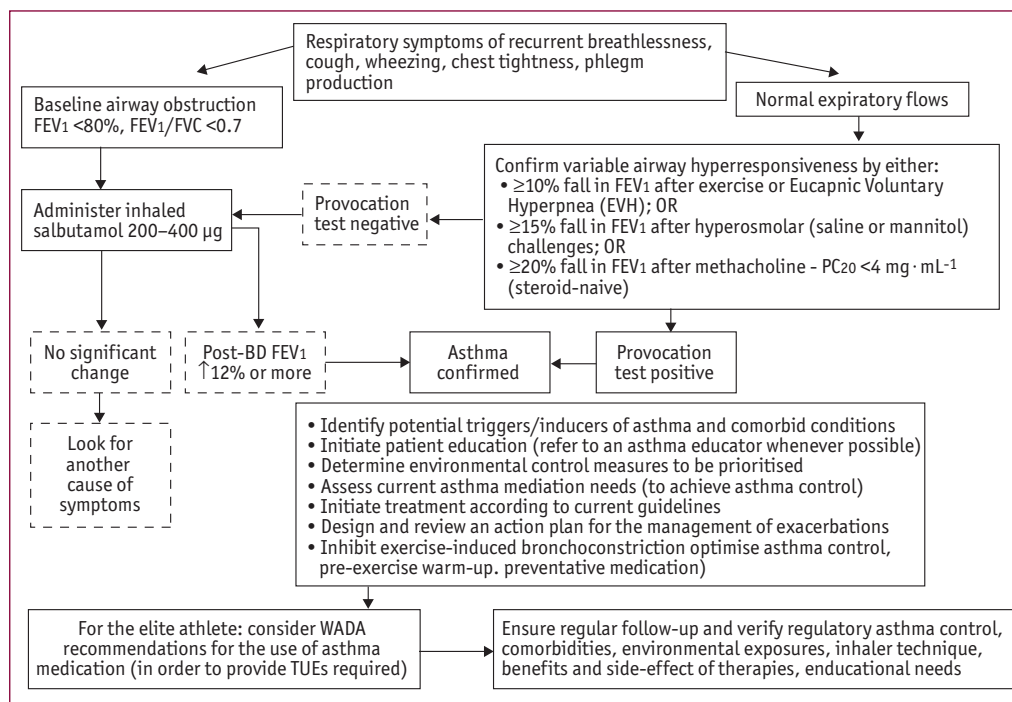 Respiratory symptoms of recurrent breathlessness,
cough, wheezing, chest tightness, phlegm
production
Baseline airway obstruction
FEV1 <80%, FEV1/FVC <0.7
Normal expiratory flows
Confirm variable airway hyperresponsiveness by either:
• ≥10% fall in FEV1 after exercise or Eucapnic Voluntary
Hyperpnea (EVH); OR
• ≥15% fall in FEV1 after hyperosmolar (saline or mannitol)
challenges; OR
• ≥20% fall in FEV1 after methacholine - PC20 <4 mg·mL-1
(steroid-naive)
Provocation
test negative
Administer inhaled
salbutamol 200–400 µg
No significant
change
Post-BD FEV1
↑12% or more
Asthma
confirmed
Provocation
test positive
Look for
another
cause of
symptoms
• Identify potential triggers/inducers of asthma and comorbid conditions
• Initiate patient education (refer to an asthma educator whenever possible)
• Determine environmental control measures to be prioritised
• Assess current asthma mediation needs (to achieve asthma control)
• Initiate treatment according to current guidelines
• Design and review an action plan for the management of exacerbations
• Inhibit exercise-induced bronchoconstriction optimise asthma control,
pre-exercise warm-up. preventative medication)
For the elite athlete: consider WADA
recommendations for the use of asthma
medication (in order to provide TUEs required)
Ensure regular follow-up and verify regulatory asthma control,
comorbidities, environmental exposures, inhaler technique,
benefits and side-effect of therapies, enducational needs